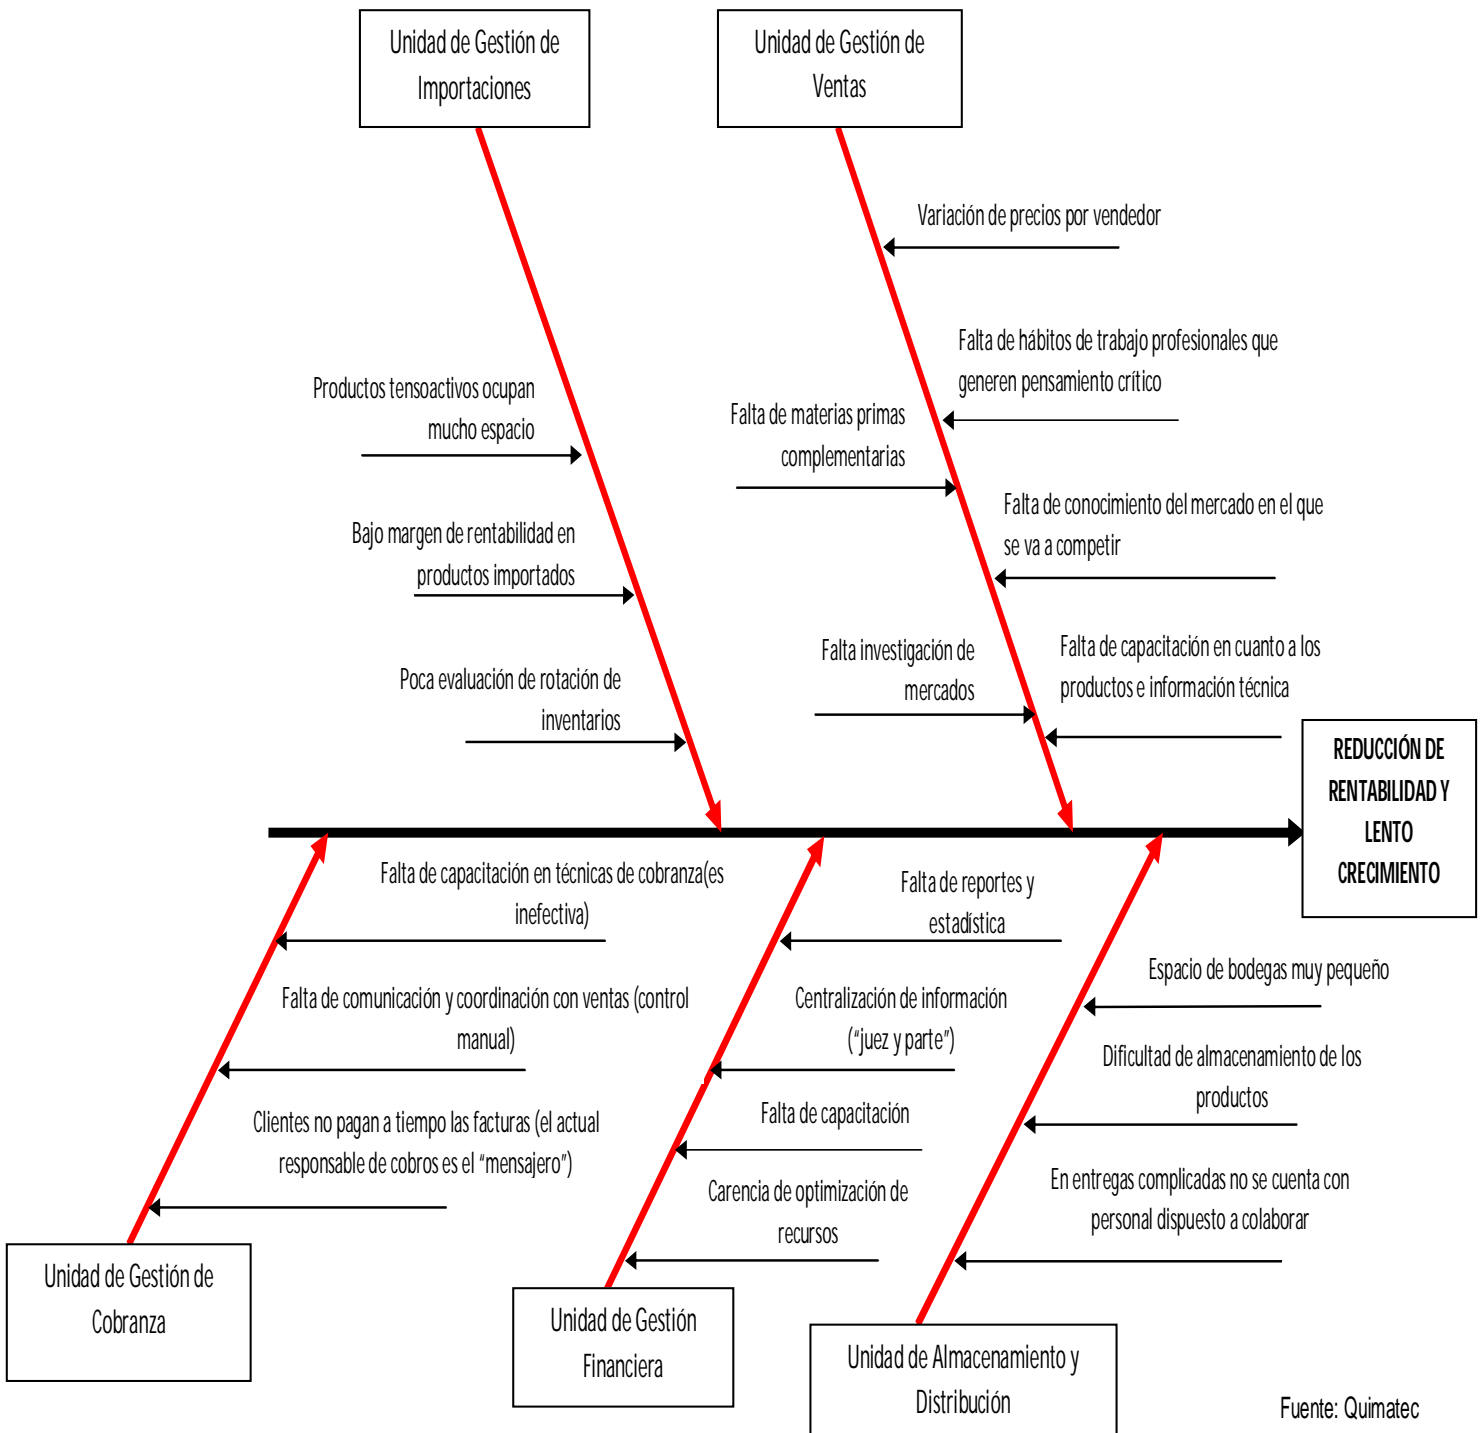 Unidad de Gestión de
Importaciones
Unidad de Gestión de
Ventas
Variación de precios por vendedor
Falta de hábitos de trabajo profesionales que
generen pensamiento crítico
Productos tensoactivos ocupan
mucho espacio
Falta de materias primas
complementarias
Falta de conocimiento del mercado en el que
se va a competir
Bajo margen de rentabilidad en
productos importados
Falta investigación de
mercados
Falta de capacitación en cuanto a los
productos e información técnica
Poca evaluación de rotación de
inventarios
REDUCCIÓN DE
RENTABILIDAD Y
LENTO
CRECIMIENTO
Falta de capacitación en técnicas de cobranza(es
inefectiva)
Falta de reportes y
estadística
Espacio de bodegas muy pequeño
Falta de comunicación y coordinación con ventas (control
manual)
Centralización de información
("juez y parte")
Dificultad de almacenamiento de los
productos
Clientes no pagan a tiempo las facturas (el actual
responsable de cobros es el "mensajero")
Falta de capacitación
Carencia de optimización de
recursos
En entregas complicadas no se cuenta con
personal dispuesto a colaborar
Unidad de Gestión de
Cobranza
Unidad de Gestión
Financiera
Unidad de Almacenamiento y
Distribución
Fuente: Quimatec